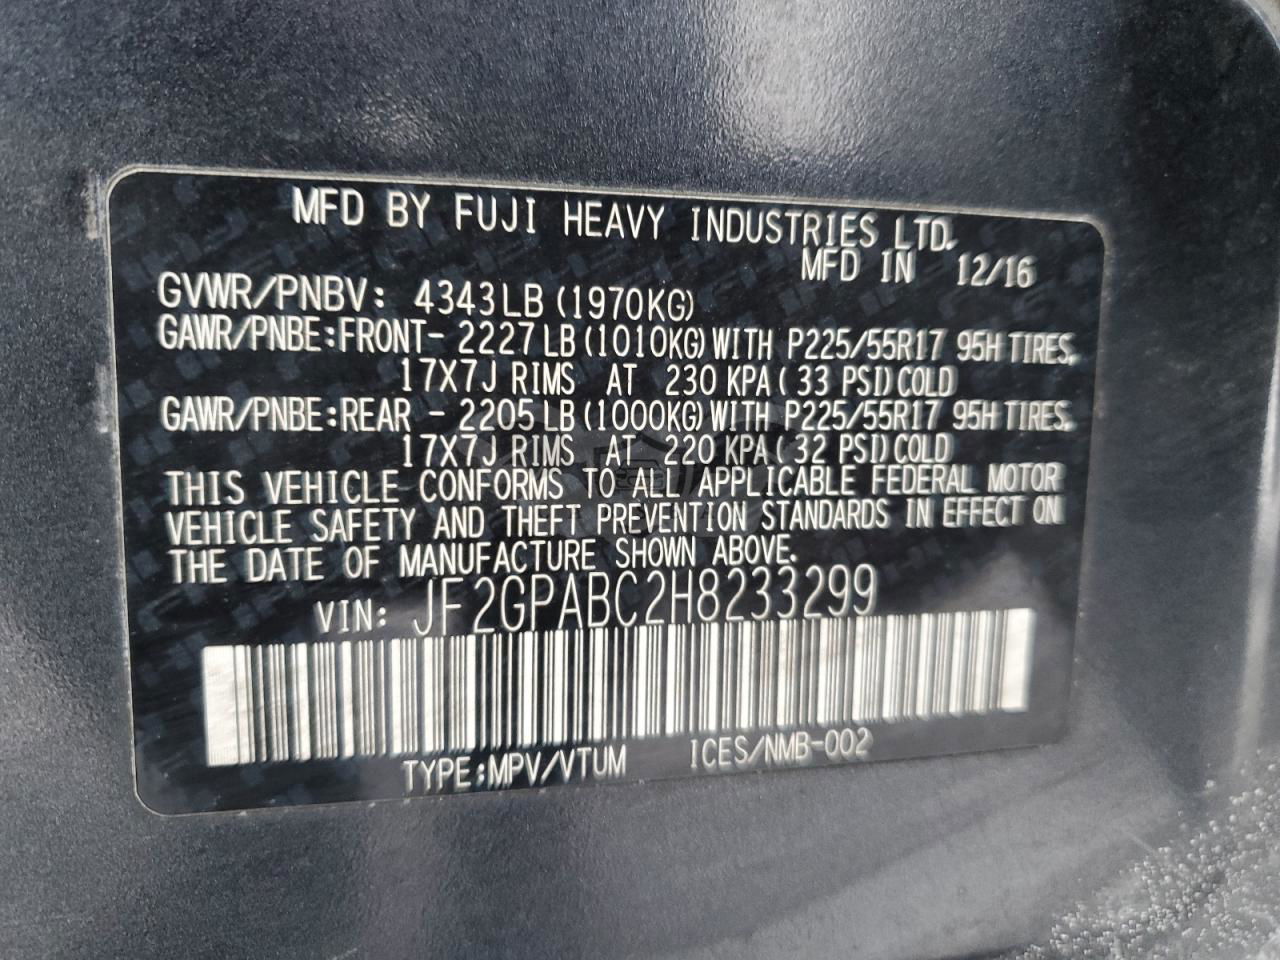 MFD BY FUJI HEAVY INDUSTRIES LTD.
MFD IN 12/16
GVWR/PNBV: 4343LB (1970KG)
GAWR/PNBE:FRONT- 2227LB (1010KG) WITH P225/55R17 95H TIRES,
17X7J RIMS AT 230 KPA ( 33 PSI) COLD
GAWR/PNBE:REAR - 2205LB (1000KG) WITH P225/55R17 95H TIRES,
17X7J RIMS AT 220 KPA ( 32 PSI) COLD
THIS VEHICLE CONFORMS TO ALL APPLICABLE FEDERAL MOTOR
VEHICLE SAFETY AND THEFT PREVENTION STANDARDS IN EFFECT ON
THE DATE OF MANUFACTURE SHOWN ABOVE.
VIN: JF2GPABC2H8233299
TYPE:MPV/VTUM ICES/NMB-002